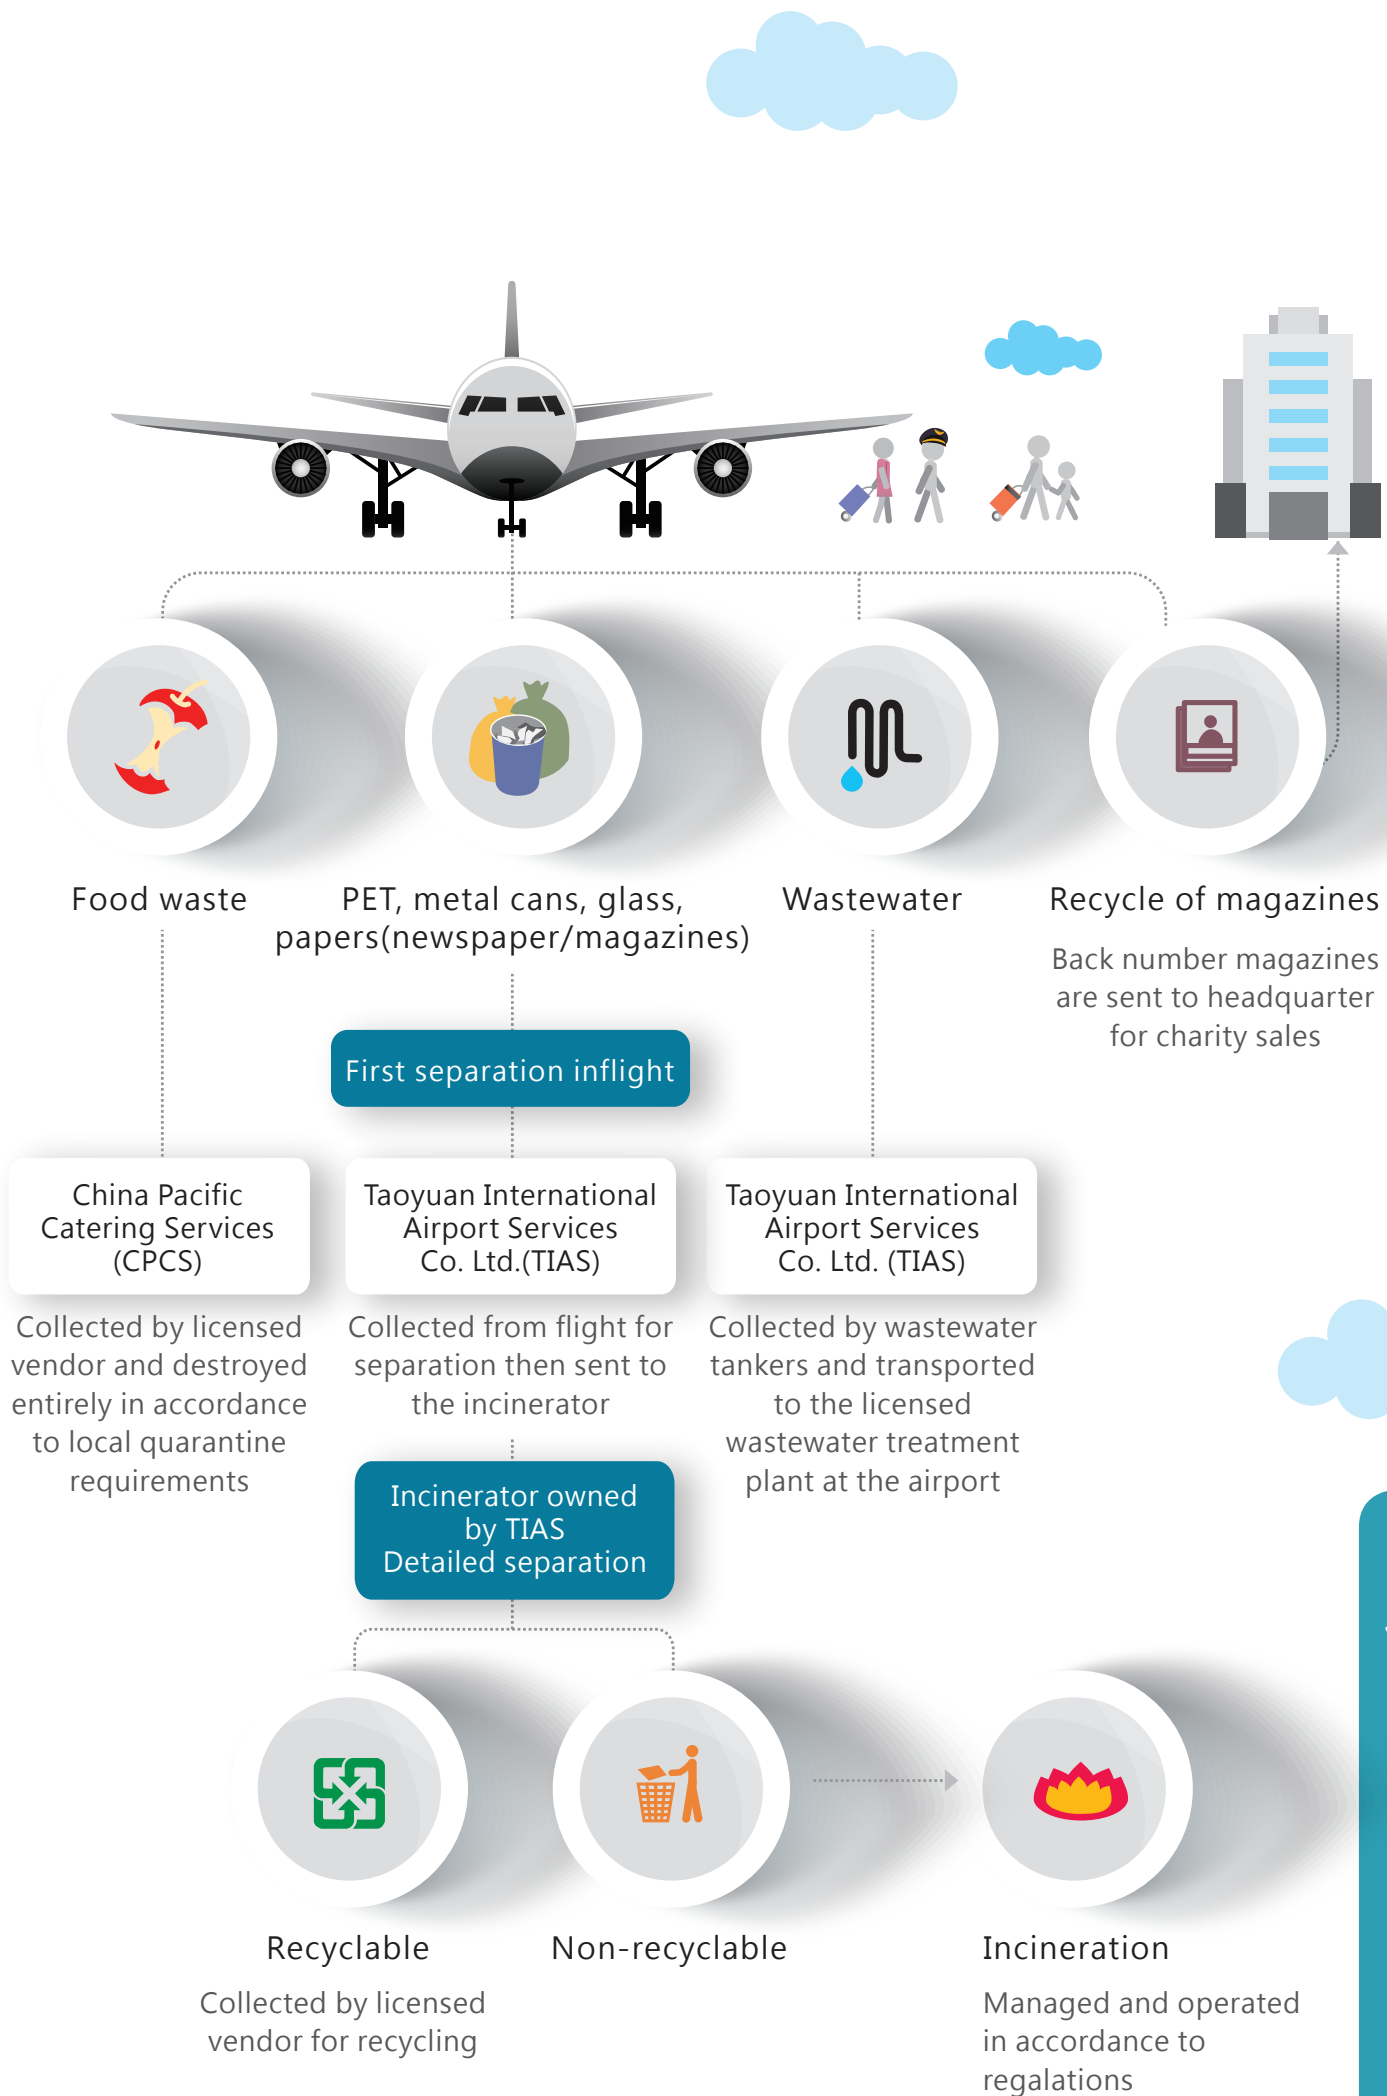 Food waste
PET, metal cans, glass,
papers(newspaper/magazines)
Wastewater
Recycle of magazines
Back number magazines
are sent to headquarter
for charity sales
First separation inflight
China Pacific
Catering Services
(CPCS)
Collected by licensed
vendor and destroyed
entirely in accordance
to local quarantine
requirements
Taoyuan International
Airport Services
Co. Ltd.(TIAS)
Collected from flight for
separation then sent to
the incinerator
Taoyuan International
Airport Services
Co. Ltd. (TIAS)
Collected by wastewater
tankers and transported
to the licensed
wastewater treatment
plant at the airport
Incinerator owned
by TIAS
Detailed separation
Recyclable
Collected by licensed
vendor for recycling
Non-recyclable
Incineration
Managed and operated
in accordance to
regalations